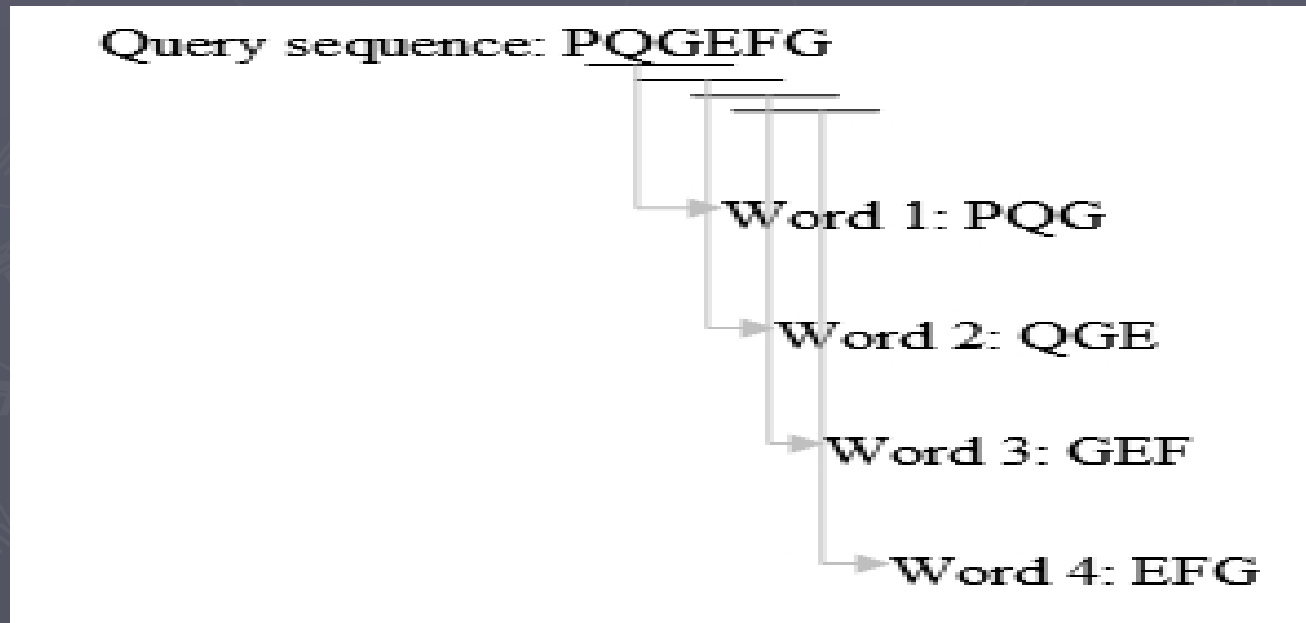 Query sequence: PQGEFG
Word 1: PQG
Word 2: QGE
Word 3: GEF
Word 4: EFG